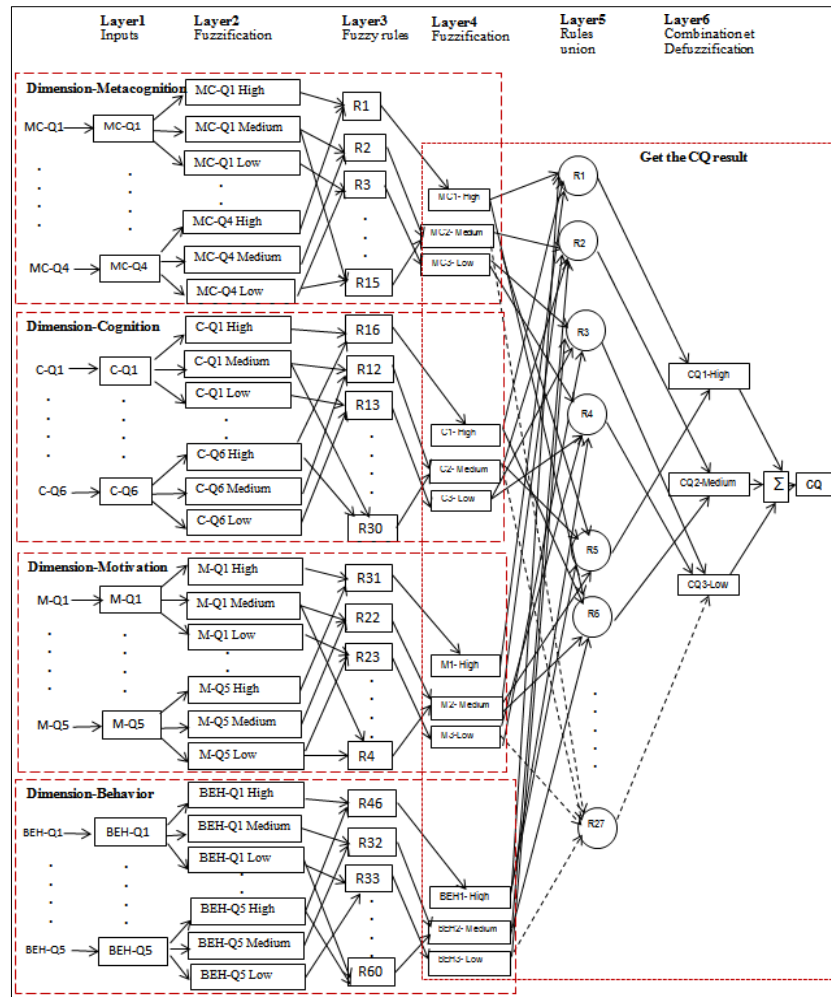 Layer1
Inputs
Layer2
Fuzzification
Layer3
Fuzzy rules
Layer4
Fuzzification
Layer5
Rules
union
Layer6
Combination et
Defuzzification
Dimension-Metacognition
MC-Q1
MC-Q1
MC-Q1 High
MC-Q1 Medium
MC-Q1 Low
MC-Q4
MC-Q4
MC-Q4 High
MC-Q4 Medium
MC-Q4 Low
R1
R2
R3
R15
MC1- High
MC2- Medium
MC3- Low
Dimension-Cognition
C-Q1
C-Q1
C-Q1 High
C-Q1 Medium
C-Q1 Low
C-Q6
C-Q6
C-Q6 High
C-Q6 Medium
C-Q6 Low
R16
R12
R13
R30
C1- High
C2- Medium
C3- Low
Dimension-Motivation
M-Q1
M-Q1
M-Q1 High
M-Q1 Medium
M-Q1 Low
M-Q5
M-Q5
M-Q5 High
M-Q5 Medium
M-Q5 Low
R31
R22
R23
R4
M1- High
M2- Medium
M3-Low
Dimension-Behavior
BEH-Q1
BEH-Q1
BEH-Q1 High
BEH-Q1 Medium
BEH-Q1 Low
BEH-Q5
BEH-Q5
BEH-Q5 High
BEH-Q5 Medium
BEH-Q5 Low
R46
R32
R33
R60
BEH1- High
BEH2- Medium
BEH3- Low
Get the CQ result
R1
R2
R3
R4
R5
R6
R27
CQ1-High
CQ2-Medium
CQ3-Low
Σ
CQ